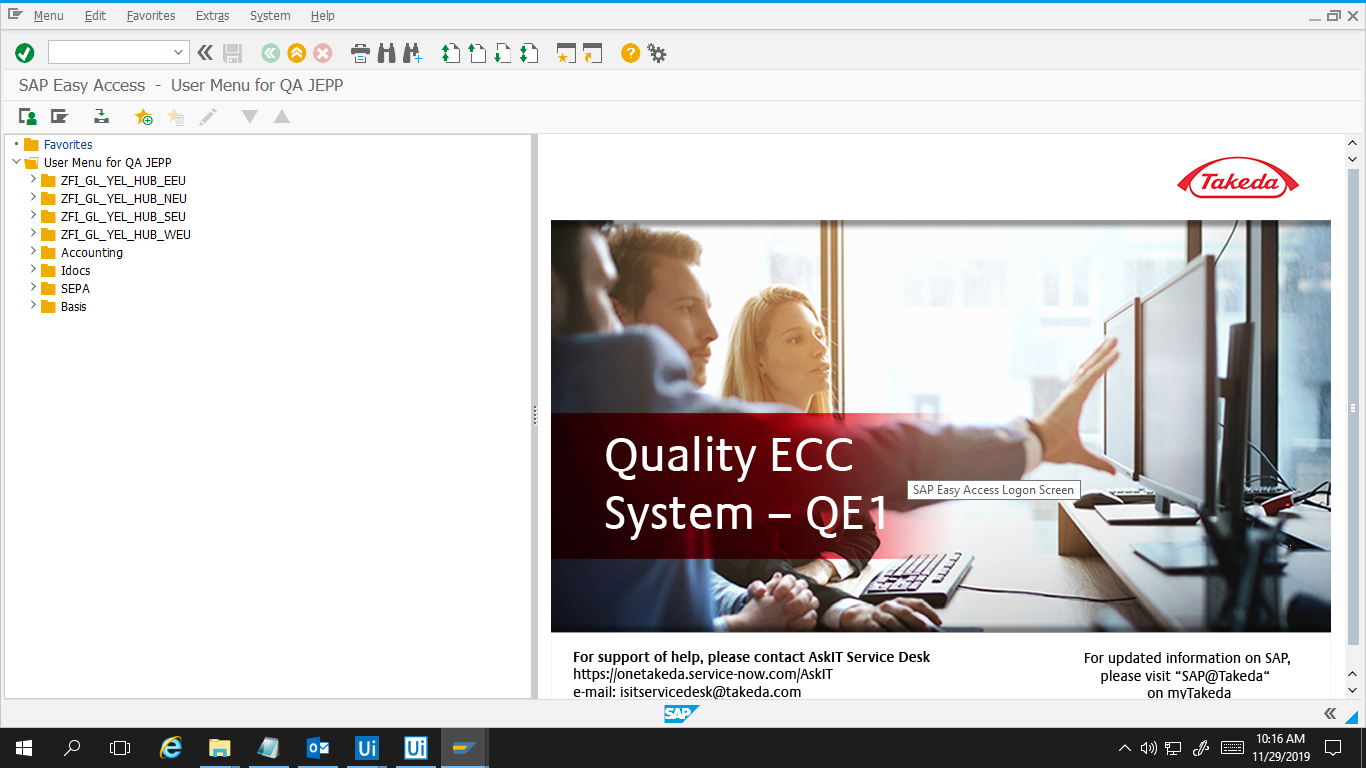 Menu Edit Favorites Extras System Help
SAP Easy Access - User Menu for QA JEPP
Favorites
User Menu for QA JEPP
ZFI_GL_YEL_HUB_EEU
ZFI_GL_YEL_HUB_NEU
ZFI_GL_YEL_HUB_SEU
ZFI_GL_YEL_HUB_WEU
Accounting
Idocs
SEPA
Basis
Takeda
Quality ECC
System – QE1
SAP Easy Access Logon Screen
For support of help, please contact AskIT Service Desk
https://onetakeda.service-now.com/AskIT
e-mail: isitservicedesk@takeda.com
For updated information on SAP,
please visit “SAP@Takeda“
on myTakeda
SAP
Ui Ui
10:16 AM
11/29/2019